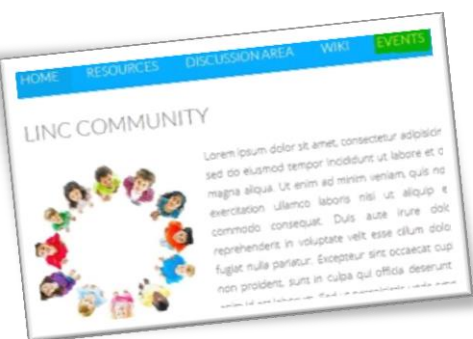 HOME RESOURCES DISCUSSION AREA WIKI EVENTS
LINC COMMUNITY
Lorem ipsum dolor sit amet, consectetur adipisicin
sed do eiusmod tempor incididunt ut labore et d
magna aliqua. Ut enim ad minim veniam, quis no
exercitation ullamco laboris nisi ut aliquip e
commodo consequat. Duis aute irure dolo
reprehenderit in voluptate velit esse cillum dolo
fugiat nulla pariatur. Excepteur sint occaecat cup
non proident, sunt in culpa qui officia deserunt